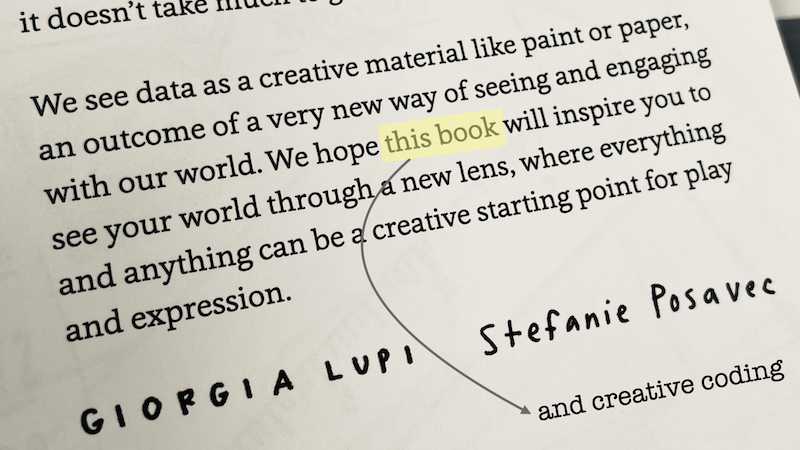 it doesn't take much to
We see data as a creative material like paint or paper,
an outcome of a very new way of seeing and engaging
with our world. We hope this book will inspire you to
see your world through a new lens, where everything
and anything can be a creative starting point for play
and expression.
GIORGIA LUPI Stefanie Posavec
and creative coding